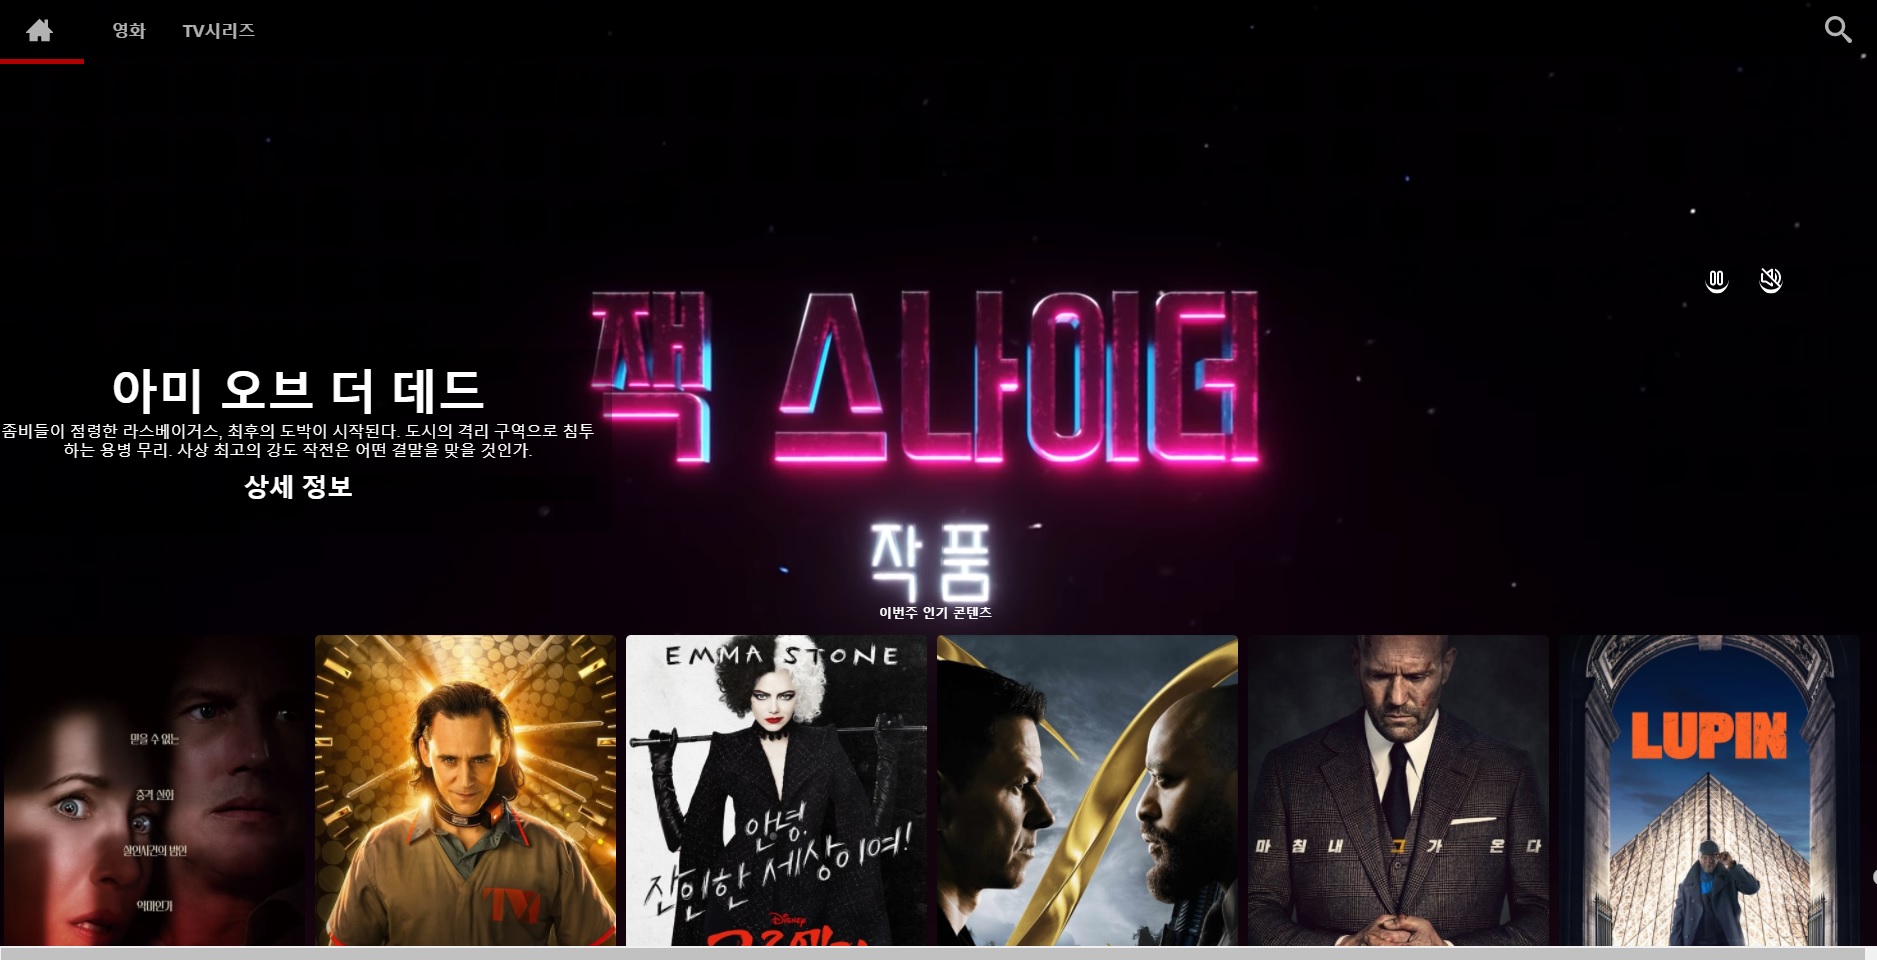 영화 TV시리즈
잭 스나이더
아미 오브 더 데드
좀비들이 점령한 라스베이거스, 최후의 도박이 시작된다. 도시의 격리 구역으로 침투
하는 용병 무리. 사상 최고의 강도 작전은 어떤 결말을 맞을 것인가.
상세 정보
작품
이번주 인기 콘텐츠
믿을 수 없는
충격 실화
살인사건의 범인
악마인가
EMMA STONE
안녕,
잔인한 세상이여!
Disney
마침내 그가 온다
LUPIN